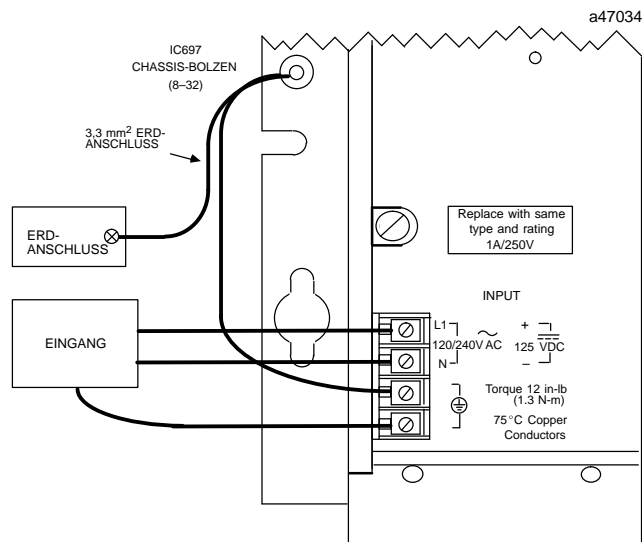 a47034
IC697
CHASSIS-BOLZEN
(8–32)
3,3 mm² ERD-
ANSCHLUSS
ERD-
ANSCHLUSS
Replace with same
type and rating
1A/250V
INPUT
EINGANG
L1
+
120/240V AC
125 VDC
N
–
Torque 12 in-lb
(1.3 N-m)
75°C Copper
Conductors